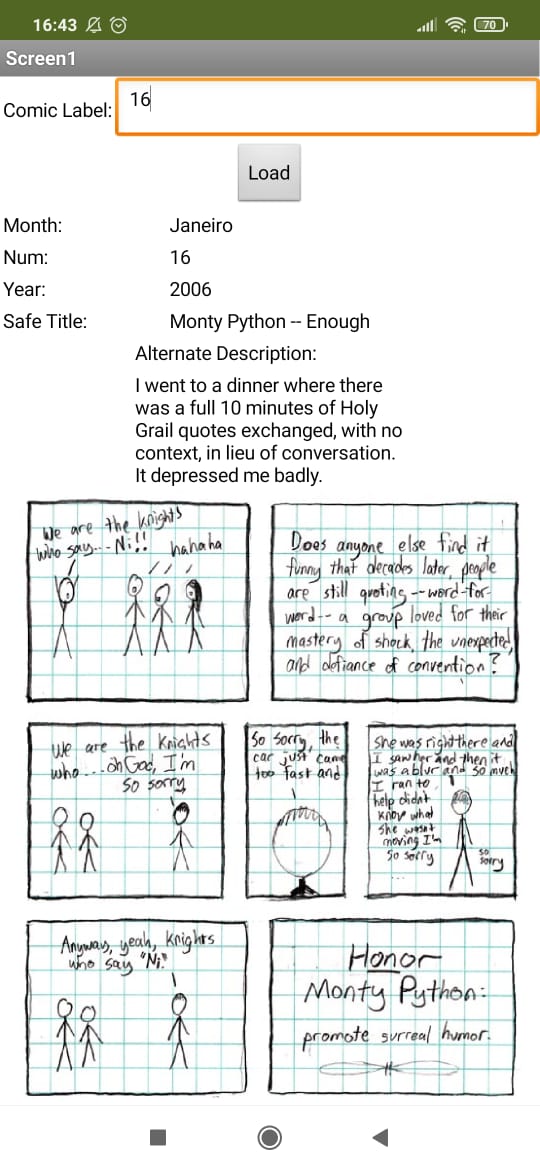 16:43
70
Screen1
Comic Label: 16
Load
Month: Janeiro
Num: 16
Year: 2006
Safe Title: Monty Python -- Enough
Alternate Description:
I went to a dinner where there
was a full 10 minutes of Holy
Grail quotes exchanged, with no
context, in lieu of conversation.
It depressed me badly.
We are the knights
who say...-Ni!!
hahaha
Does anyone else find it
funny that decades later, people
are still quoting--word-for-
word-- a group loved for their
mastery of shock, the unexpected,
and defiance of convention?
We are the Knights
who...oh God, I'm
so sorry
So sorry, the
car just came
too fast and
She was right there and
I saw her and then it
was a blur and so much
I ran to
help didnt
know what
she wasnt
moving I'm
so sorry
...
so
sorry
Anyway, yeah, Knights
who say "Ni."
Honor
Monty Python:
promote surreal humor.